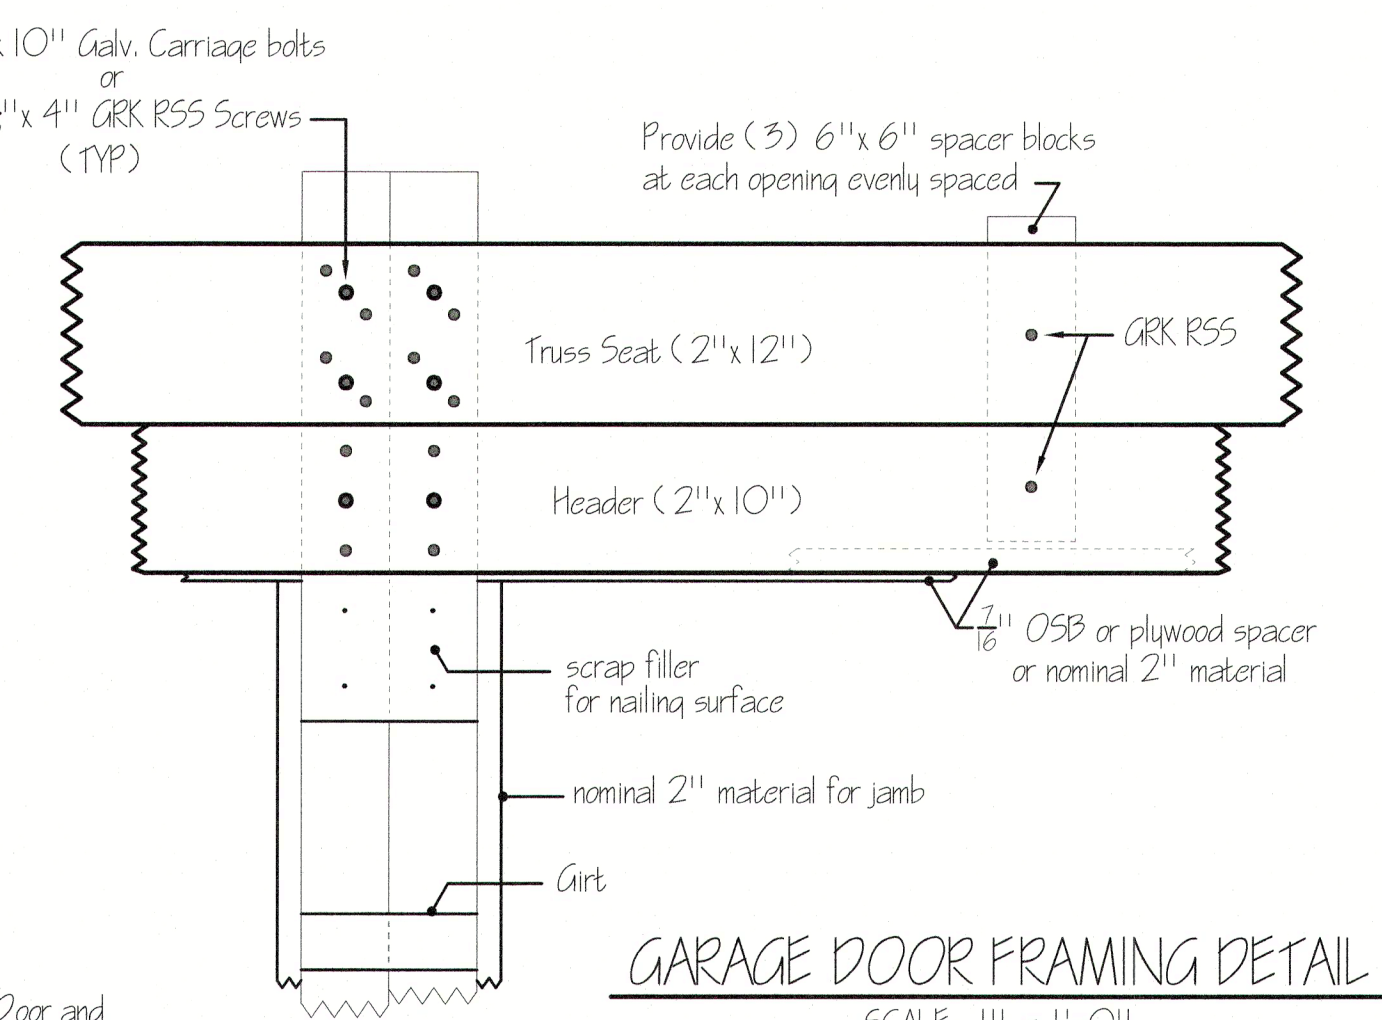 x 10" Galv. Carriage bolts
or
"x 4" GRK RSS Screws
(TYP)
Provide (3) 6"x 6" spacer blocks
at each opening evenly spaced
Truss Seat (2"x 12")
GRK RSS
Header (2"x 10")
7/16" OSB or plywood spacer
or nominal 2" material
scrap filler
for nailing surface
nominal 2" material for jamb
Girt
GARAGE DOOR FRAMING DETAIL
Door and